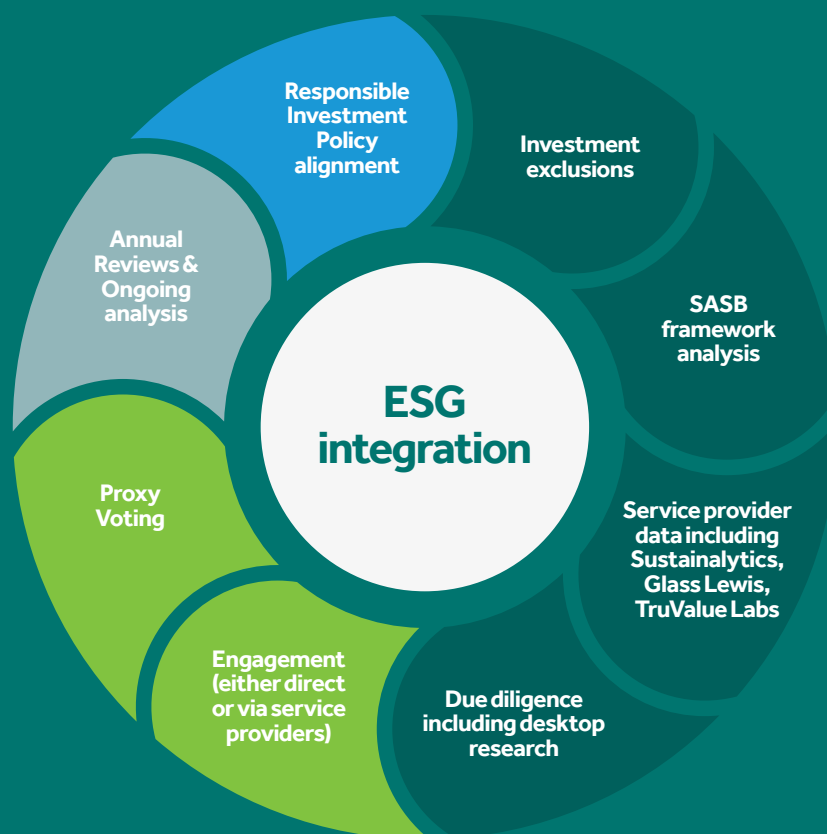 Responsible
Investment
Policy
alignment
Investment
exclusions
SASB
framework
analysis
Service provider
data including
Sustainalytics,
Glass Lewis,
TruValue Labs
Due diligence
including desktop
research
Engagement
(either direct
or via service
providers)
Proxy
Voting
Annual
Reviews &
Ongoing
analysis
ESG
integration